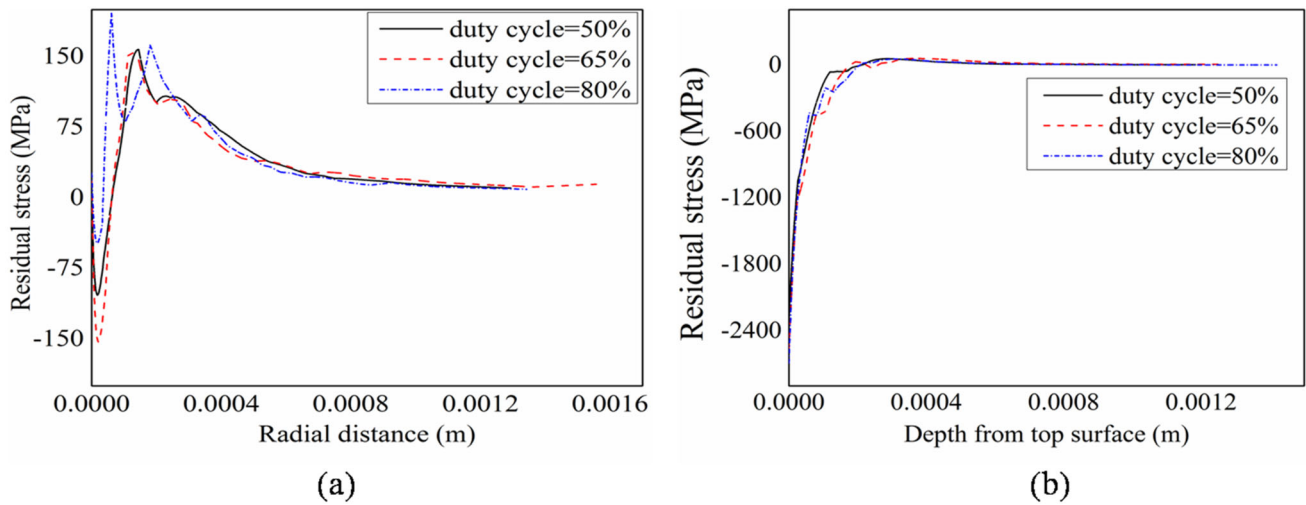 Residual stress (MPa)
150
75
0
-75
-150
duty cycle=50%
duty cycle=65%
duty cycle=80%
0.0000 0.0004 0.0008 0.0012 0.0016
Radial distance (m)
(a)
Residual stress (MPa)
0
-600
-1200
-1800
-2400
duty cycle=50%
duty cycle=65%
duty cycle=80%
0.0000 0.0004 0.0008 0.0012
Depth from top surface (m)
(b)